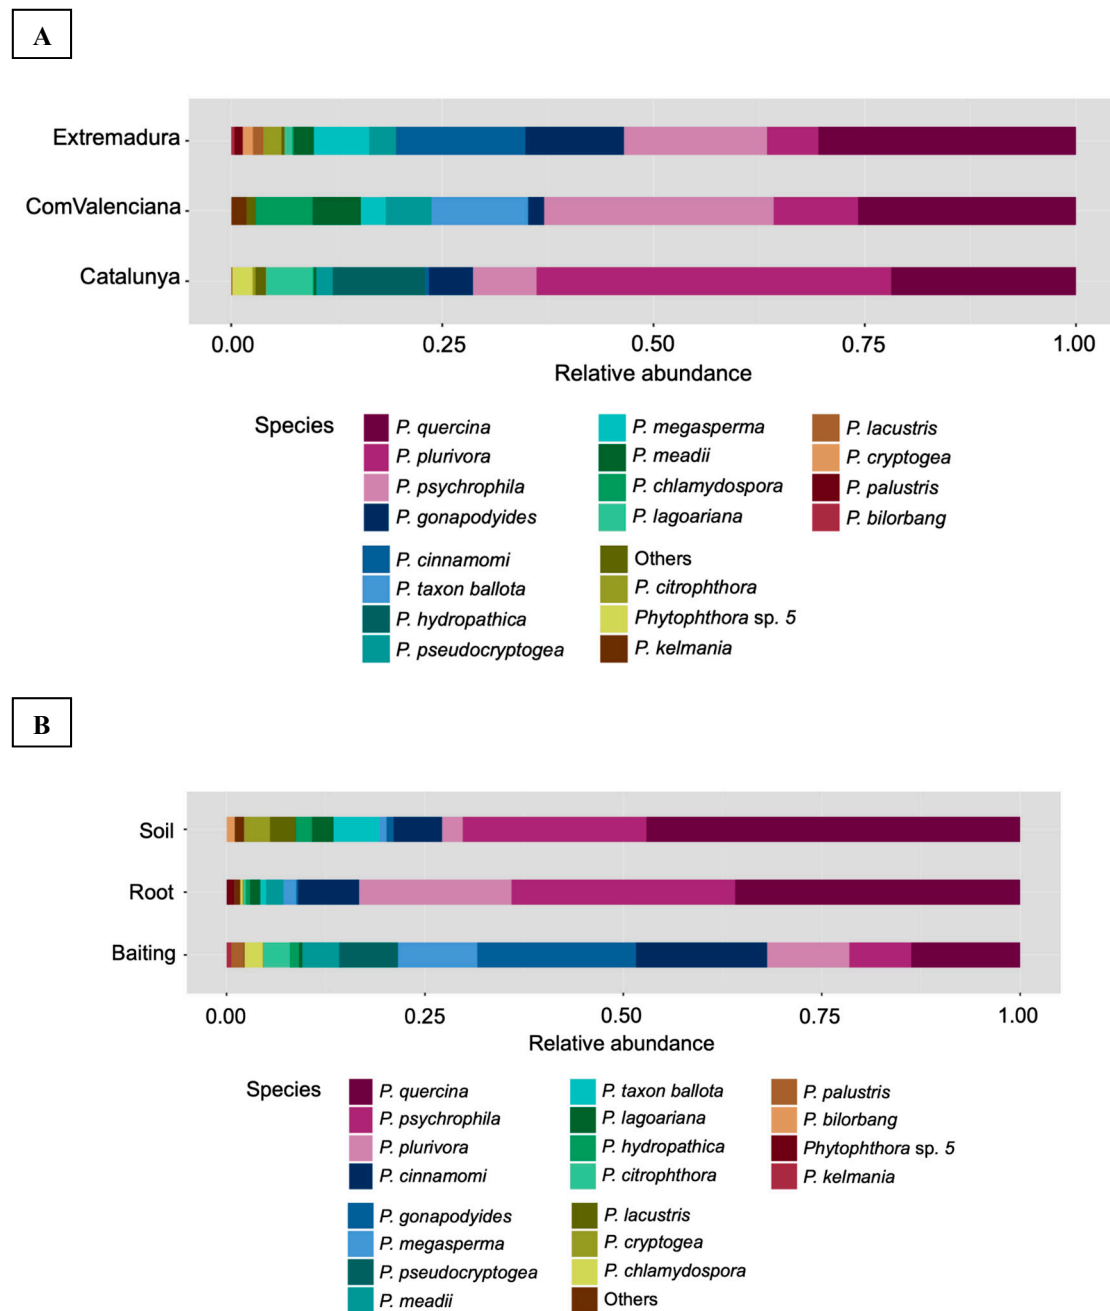 A
Extremadura
ComValenciana
Catalunya
0.00 0.25 0.50 0.75 1.00
Relative abundance
Species
P. quercina
P. plurivora
P. psychrophila
P. gonapodyides
P. cinnamomi
P. taxon ballota
P. hydropathica
P. pseudocryptogea
P. megasperma
P. meadii
P. chlamydospora
P. lagoariana
Others
P. citrophthora
Phytophthora sp. 5
P. kelmania
P. lacustris
P. cryptogea
P. palustris
P. bilorbang
B
Soil
Root
Baiting
0.00 0.25 0.50 0.75 1.00
Relative abundance
Species
P. quercina
P. psychrophila
P. plurivora
P. cinnamomi
P. gonapodyides
P. megasperma
P. pseudocryptogea
P. meadii
P. taxon ballota
P. lagoariana
P. hydropathica
P. citrophthora
P. lacustris
P. cryptogea
P. chlamydospora
Others
P. palustris
P. bilorbang
Phytophthora sp. 5
P. kelmania